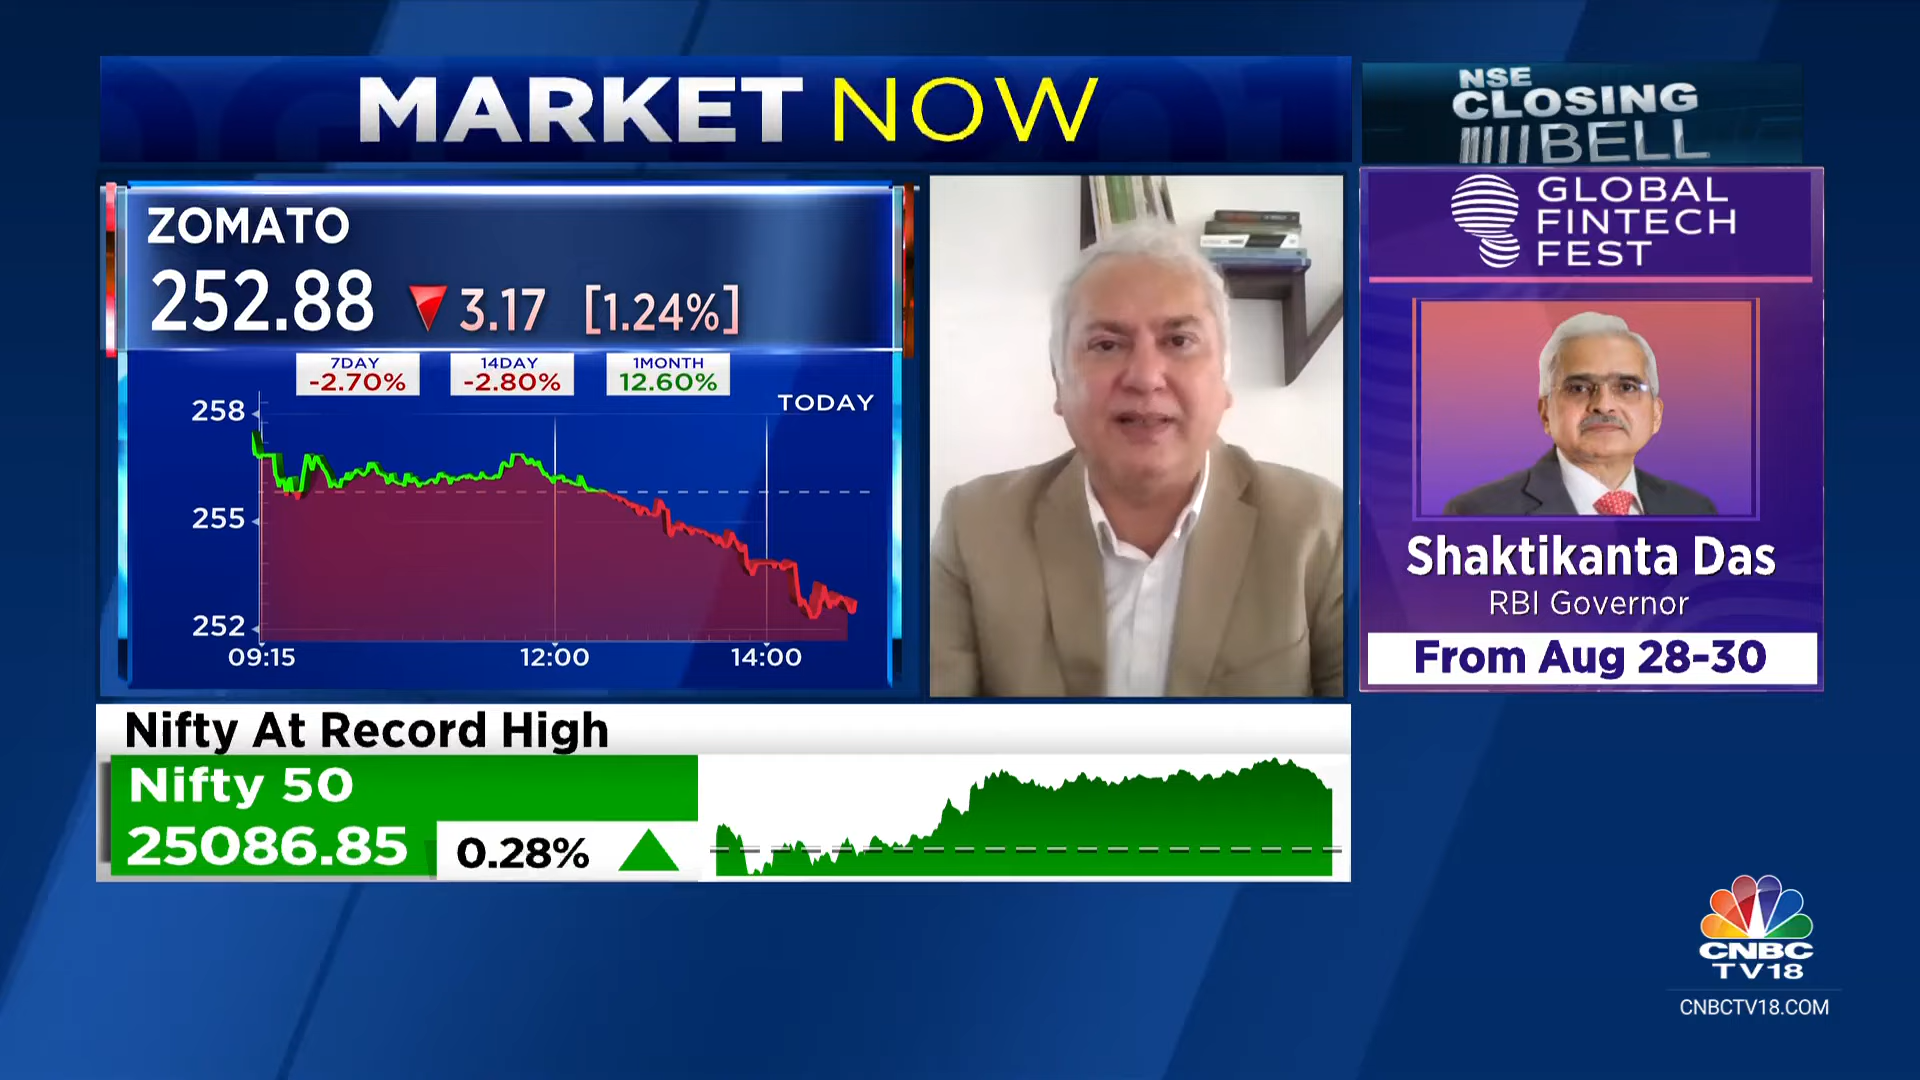 MARKET NOW
NSE
CLOSING
BELL
ZOMATO
252.88 ▼ 3.17 [1.24%]
7DAY
-2.70%
14DAY
-2.80%
1MONTH
12.60%
TODAY
258
255
252
09:15 12:00 14:00
GLOBAL
FINTECH
FEST
Shaktikanta Das
RBI Governor
From Aug 28-30
Nifty At Record High
Nifty 50
25086.85 0.28% ▲
CNBC
TV18
CNBCTV18.COM